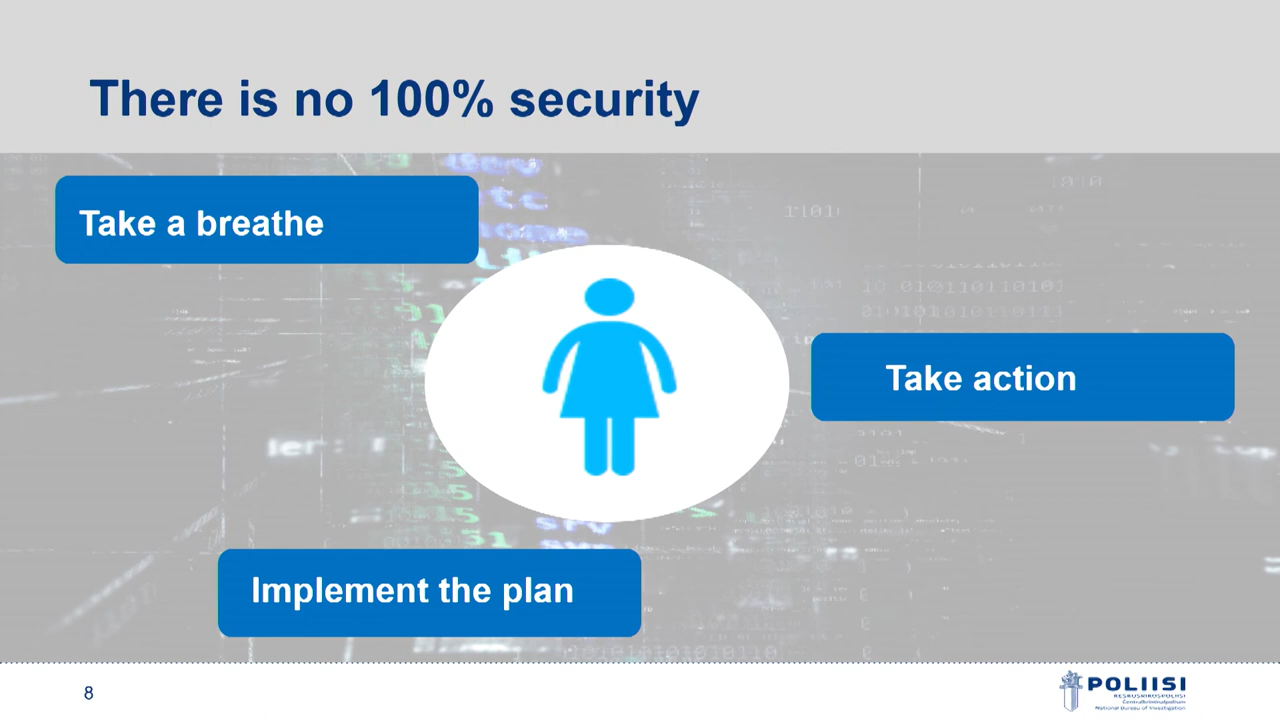 There is no 100% security
Take a breathe
Take action
Implement the plan
8
POLIISI
KESKUSRIKOSPOLIISI
Centralkriminalpolisen
National Bureau of Investigation